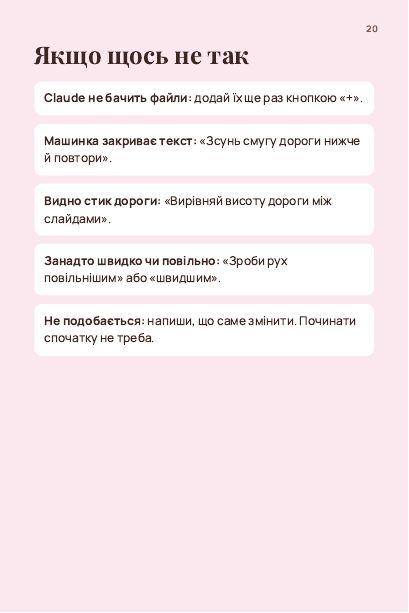 20
Якщо щось не так
Claude не бачить файли: додай їх ще раз кнопкою «+».
Машинка закриває текст: «Зсунь смугу дороги нижче
й повтори».
Видно стик дороги: «Вирівняй висоту дороги між
слайдами».
Занадто швидко чи повільно: «Зроби рух
повільнішим» або «швидшим».
Не подобається: напиши, що саме змінити. Починати
спочатку не треба.